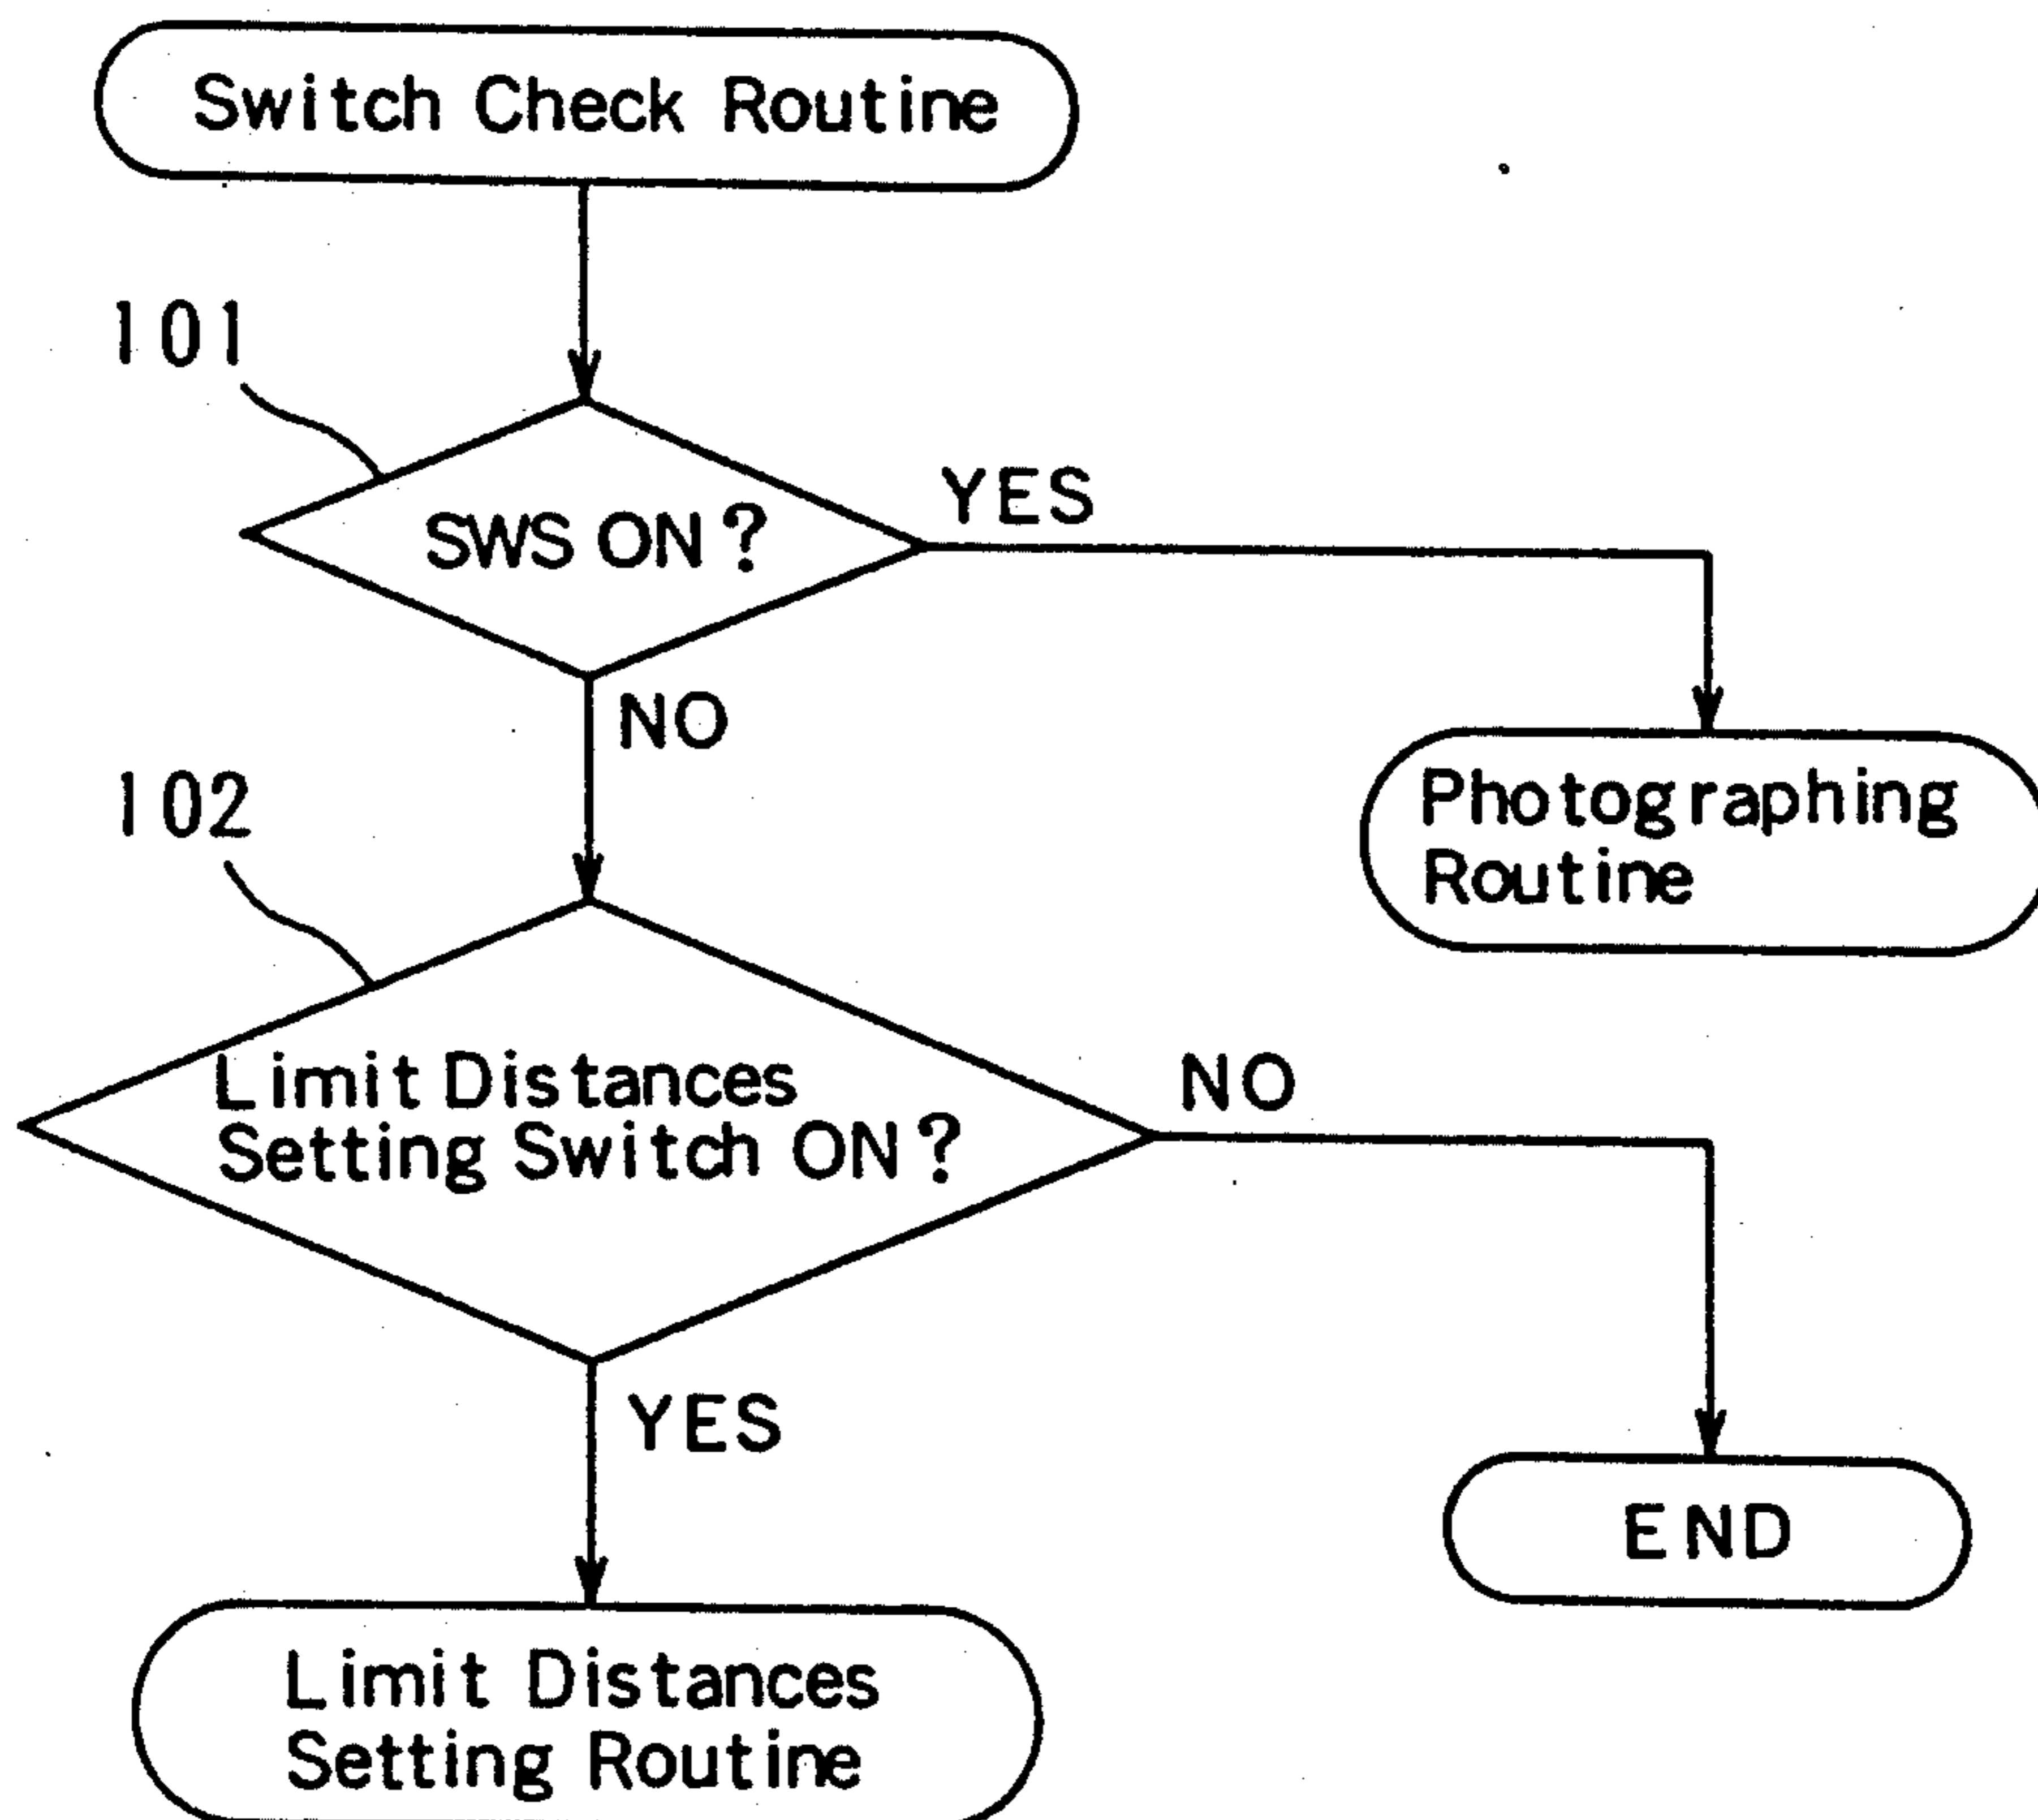 Switch Check Routine
101
SWS ON?
YES
NO
Photographing
Routine
102
Limit Distances
Setting Switch ON?
NO
YES
END
Limit Distances
Setting Routine